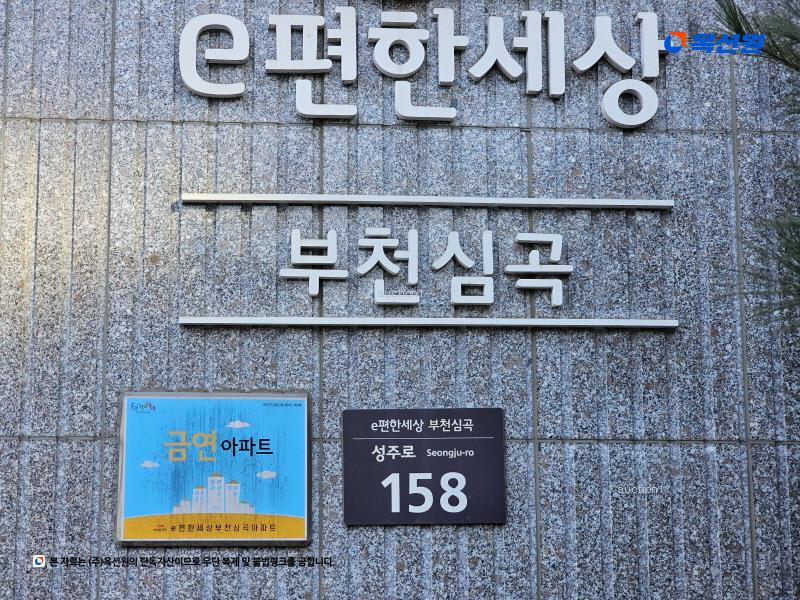 e편한세상
옥션원
부천심곡
금연 아파트
e편한세상부천심곡아파트
e편한세상 부천심곡
성주로 Seongju-ro
158
auction1
본 자료는 (주)옥션원의 단독자산이므로 무단 복제 및 불법링크를 금합니다.